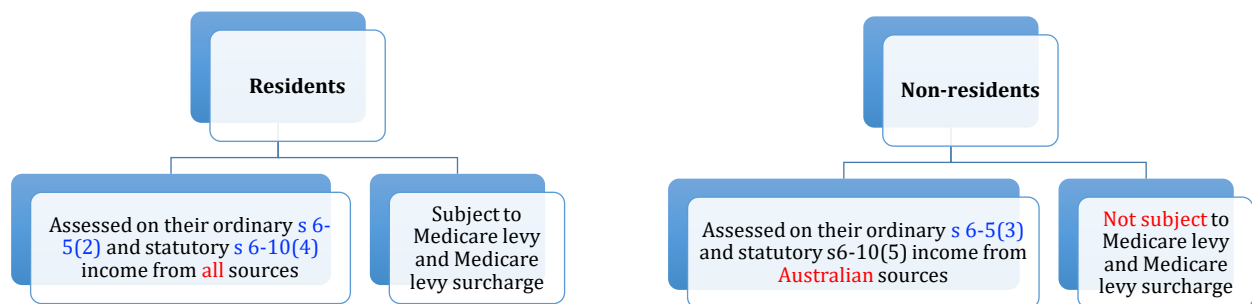 Residents
Assessed on their ordinary s 6-
5(2) and statutory s 6-10(4)
income from all sources
Subject to
Medicare levy
and Medicare
levy surcharge
Non-residents
Assessed on their ordinary s 6-5(3)
and statutory s6-10(5) income from
Australian sources
Not subject to
Medicare levy
and Medicare
levy surcharge